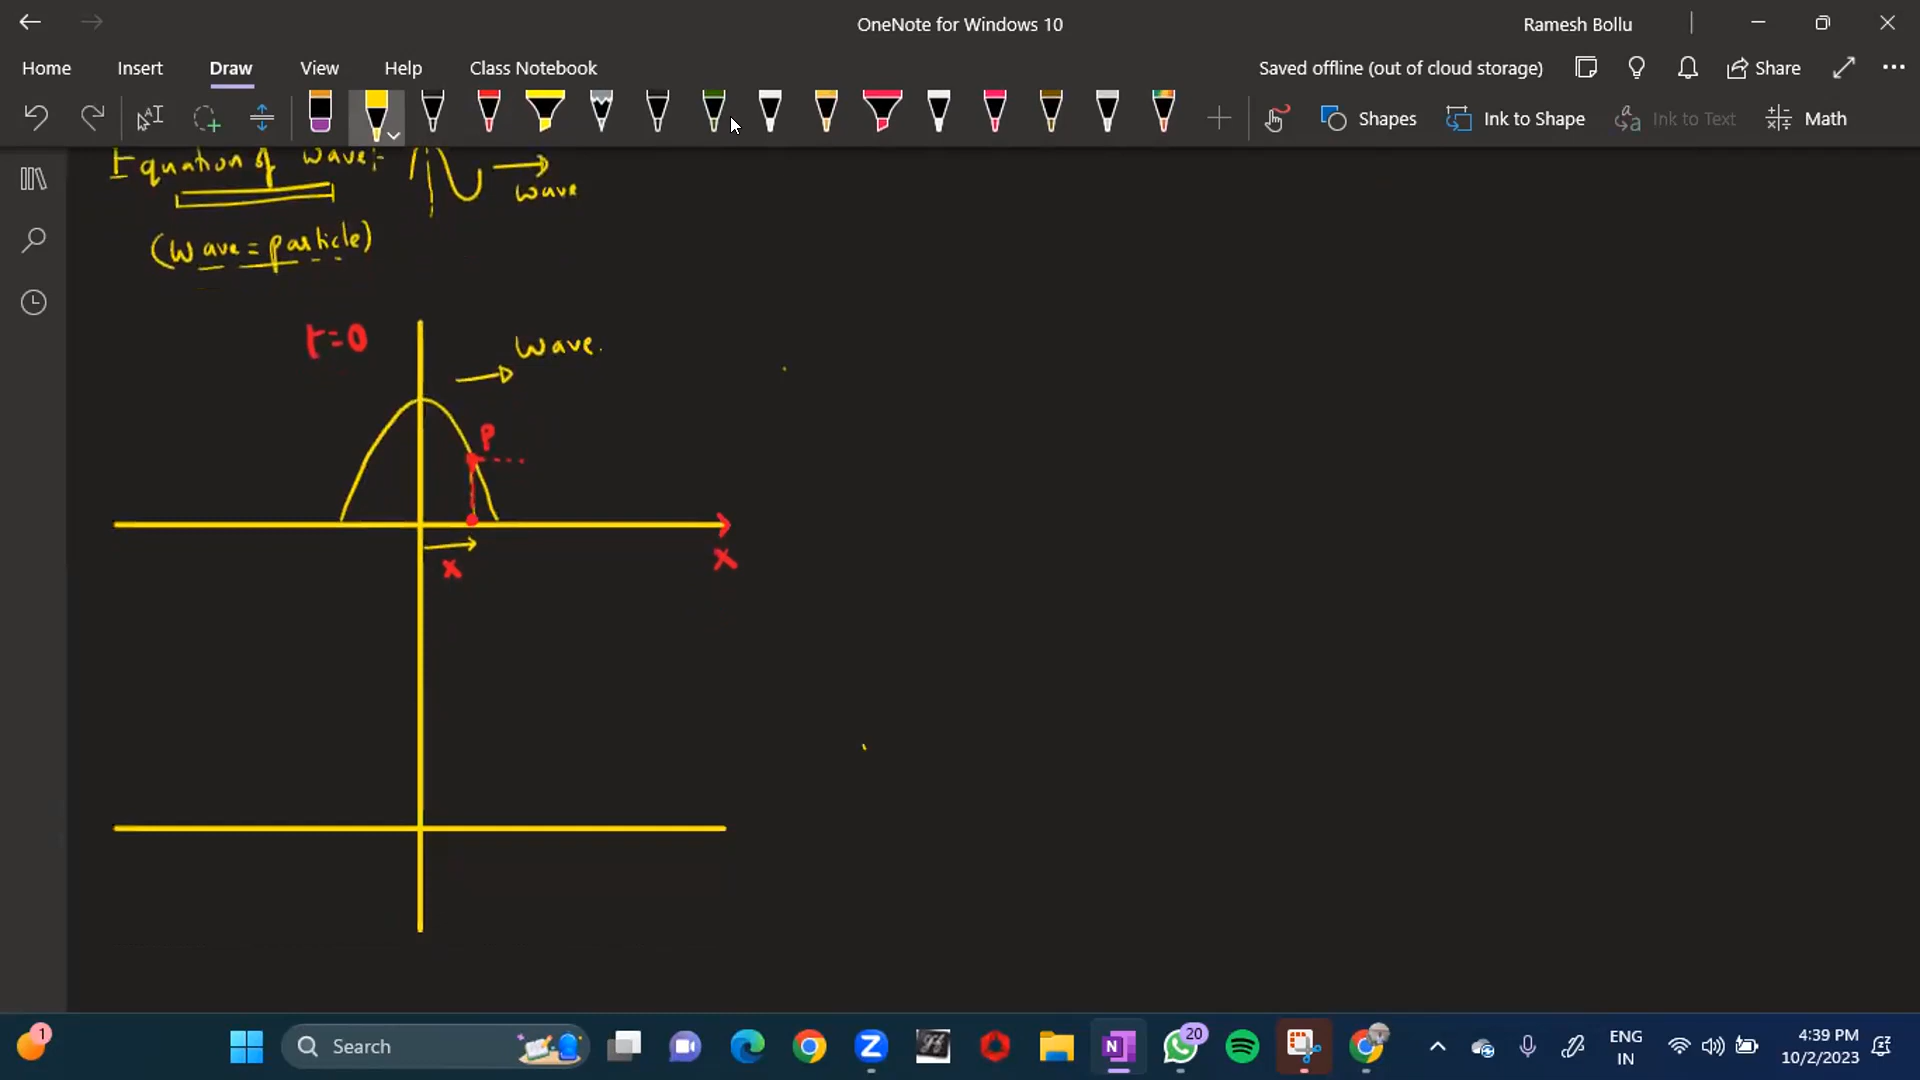 OneNote for Windows 10
Ramesh Bollu
Home Insert Draw View Help Class Notebook
Saved offline (out of cloud storage)
Share
Shapes
Ink to Shape
Ink to Text
Math
Equation of wave:-
wave
(wave = particle)
t=0
wave.
P
x
x
Search
1
20
ENG
IN
4:39 PM
10/2/2023